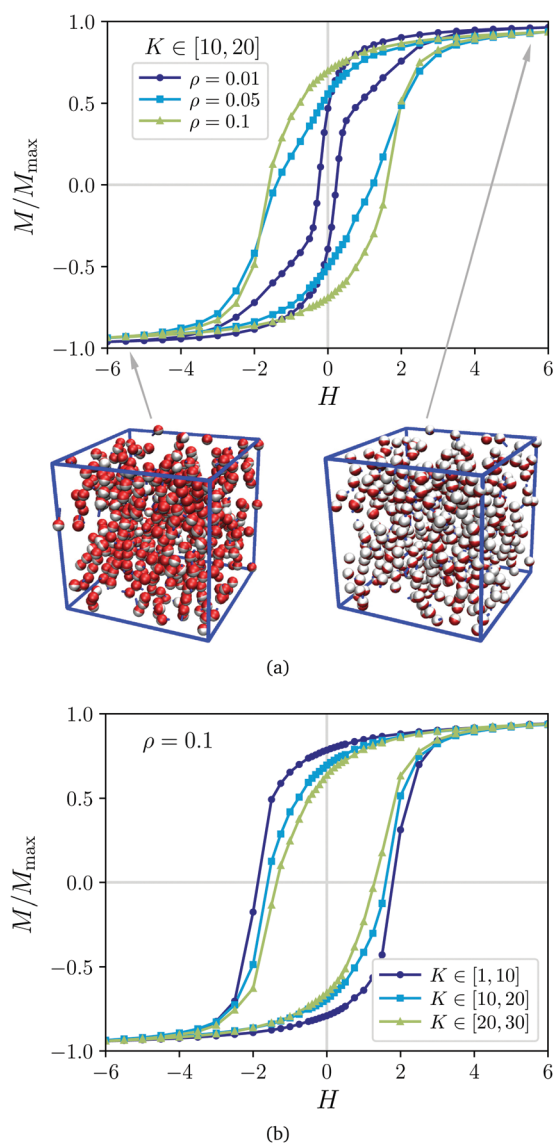 1.0
K ∈ [10, 20]
ρ = 0.01
ρ = 0.05
ρ = 0.1
0.5
0.0
−0.5
−1.0
M/Mmax
−6 −4 −2 0 2 4 6
H
(a)
1.0
ρ = 0.1
0.5
0.0
−0.5
−1.0
M/Mmax
K ∈ [1, 10]
K ∈ [10, 20]
K ∈ [20, 30]
−6 −4 −2 0 2 4 6
H
(b)